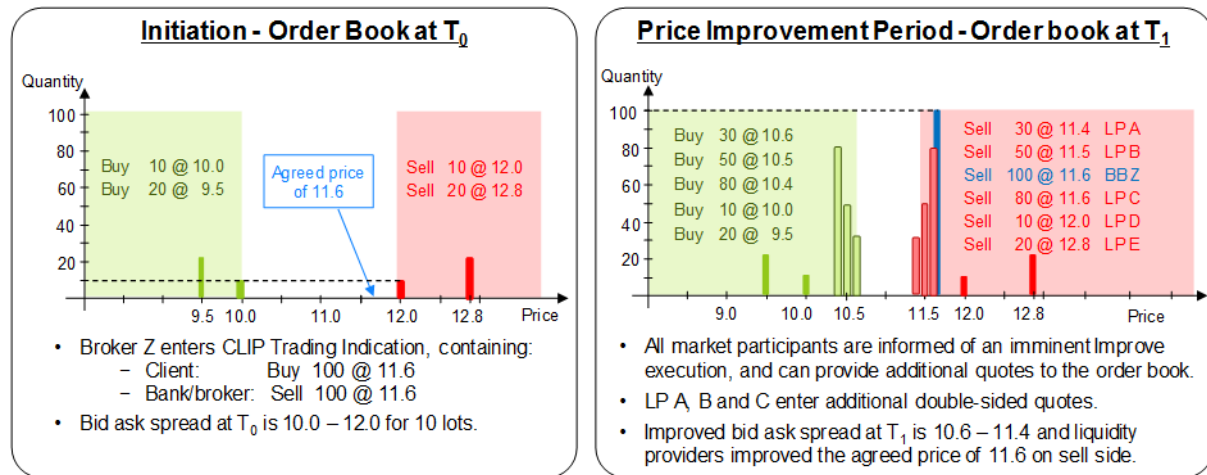 Initiation - Order Book at T0
Quantity
100
80
60
40
20
Buy 10 @ 10.0
Buy 20 @ 9.5
Agreed price
of 11.6
Sell 10 @ 12.0
Sell 20 @ 12.8
9.5 10.0 11.0 12.0 12.8 Price
• Broker Z enters CLIP Trading Indication, containing:
– Client: Buy 100 @ 11.6
– Bank/broker: Sell 100 @ 11.6
• Bid ask spread at T0 is 10.0 – 12.0 for 10 lots.
Price Improvement Period - Order book at T1
Quantity
100
80
60
40
20
Buy 30 @ 10.6
Buy 50 @ 10.5
Buy 80 @ 10.4
Buy 10 @ 10.0
Buy 20 @ 9.5
Sell 30 @ 11.4 LPA
Sell 50 @ 11.5 LPB
Sell 100 @ 11.6 BBZ
Sell 80 @ 11.6 LPC
Sell 10 @ 12.0 LPD
Sell 20 @ 12.8 LPE
9.0 10.0 10.5 11.5 12.0 12.8 Price
• All market participants are informed of an imminent Improve
execution, and can provide additional quotes to the order book.
• LP A, B and C enter additional double-sided quotes.
• Improved bid ask spread at T1 is 10.6 – 11.4 and liquidity
providers improved the agreed price of 11.6 on sell side.